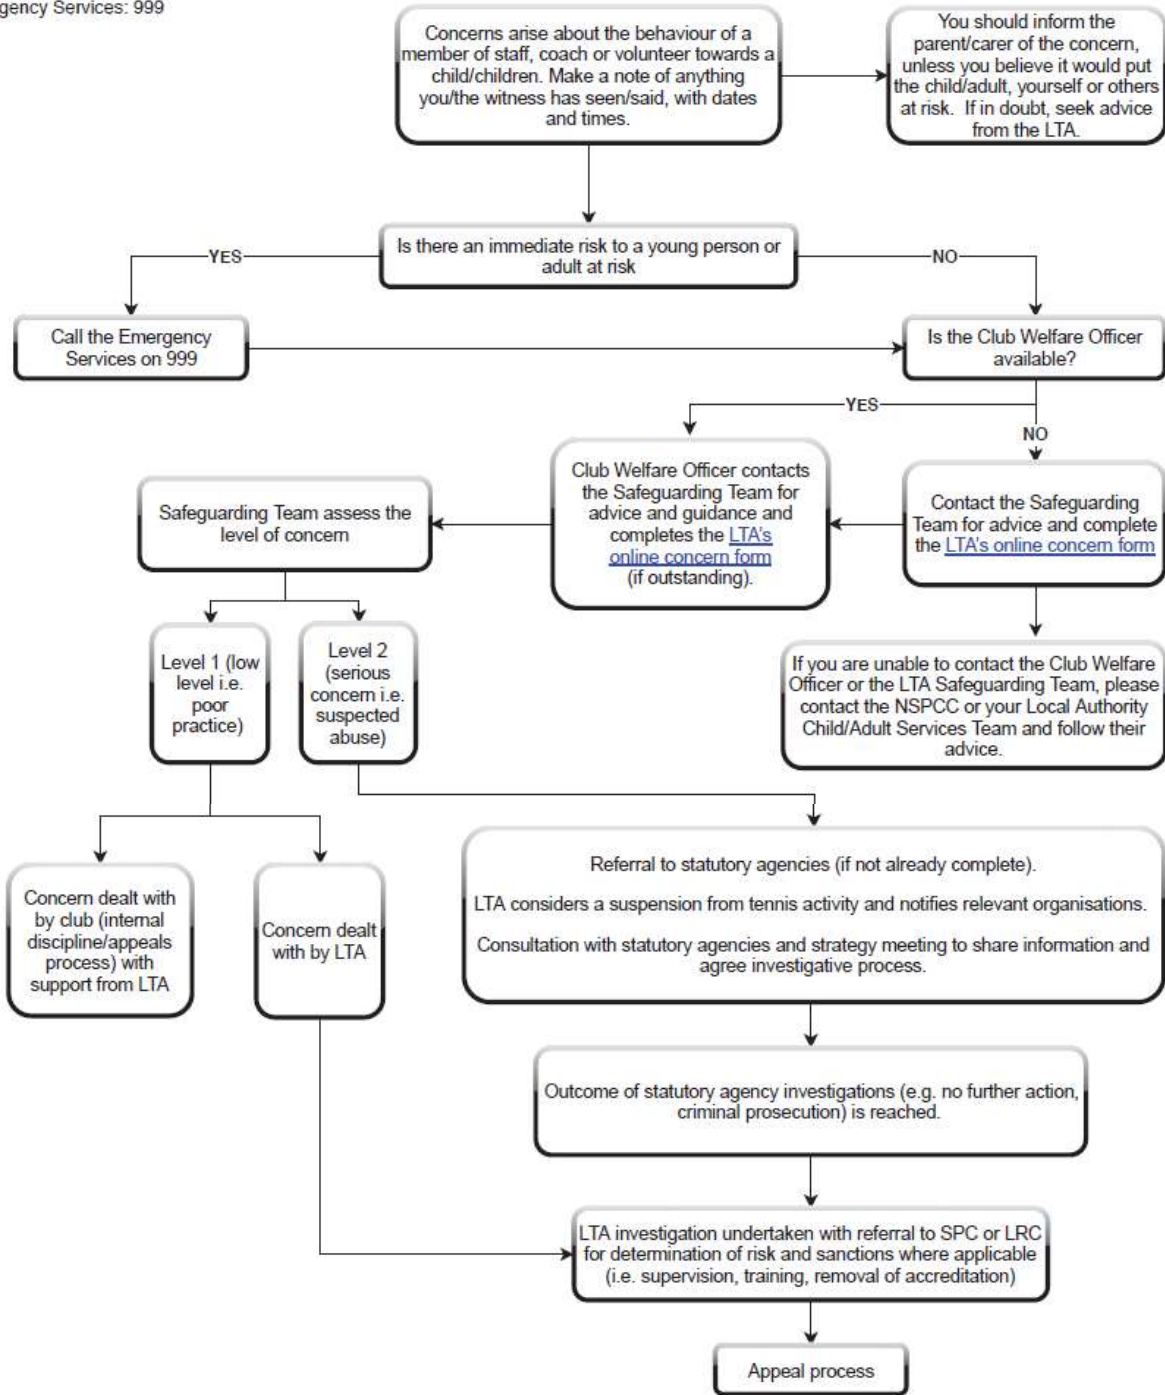 gency Services: 999
Concerns arise about the behaviour of a
member of staff, coach or volunteer towards a
child/children. Make a note of anything
you/the witness has seen/said, with dates
and times.
You should inform the
parent/carer of the concern,
unless you believe it would put
the child/adult, yourself or others
at risk. If in doubt, seek advice
from the LTA.
Is there an immediate risk to a young person or
adult at risk
YES
NO
Call the Emergency
Services on 999
Is the Club Welfare Officer
available?
YES
NO
Club Welfare Officer contacts
the Safeguarding Team for
advice and guidance and
completes the LTA's
online concern form
(if outstanding).
Contact the Safeguarding
Team for advice and complete
the LTA's online concern form
Safeguarding Team assess the
level of concern
Level 1 (low
level i.e.
poor
practice)
Level 2
(serious
concern i.e.
suspected
abuse)
If you are unable to contact the Club Welfare
Officer or the LTA Safeguarding Team, please
contact the NSPCC or your Local Authority
Child/Adult Services Team and follow their
advice.
Concern dealt with
by club (internal
discipline/appeals
process) with
support from LTA
Concern dealt
with by LTA
Referral to statutory agencies (if not already complete).
LTA considers a suspension from tennis activity and notifies relevant organisations.
Consultation with statutory agencies and strategy meeting to share information and
agree investigative process.
Outcome of statutory agency investigations (e.g. no further action,
criminal prosecution) is reached.
LTA investigation undertaken with referral to SPC or LRC
for determination of risk and sanctions where applicable
(i.e. supervision, training, removal of accreditation)
Appeal process